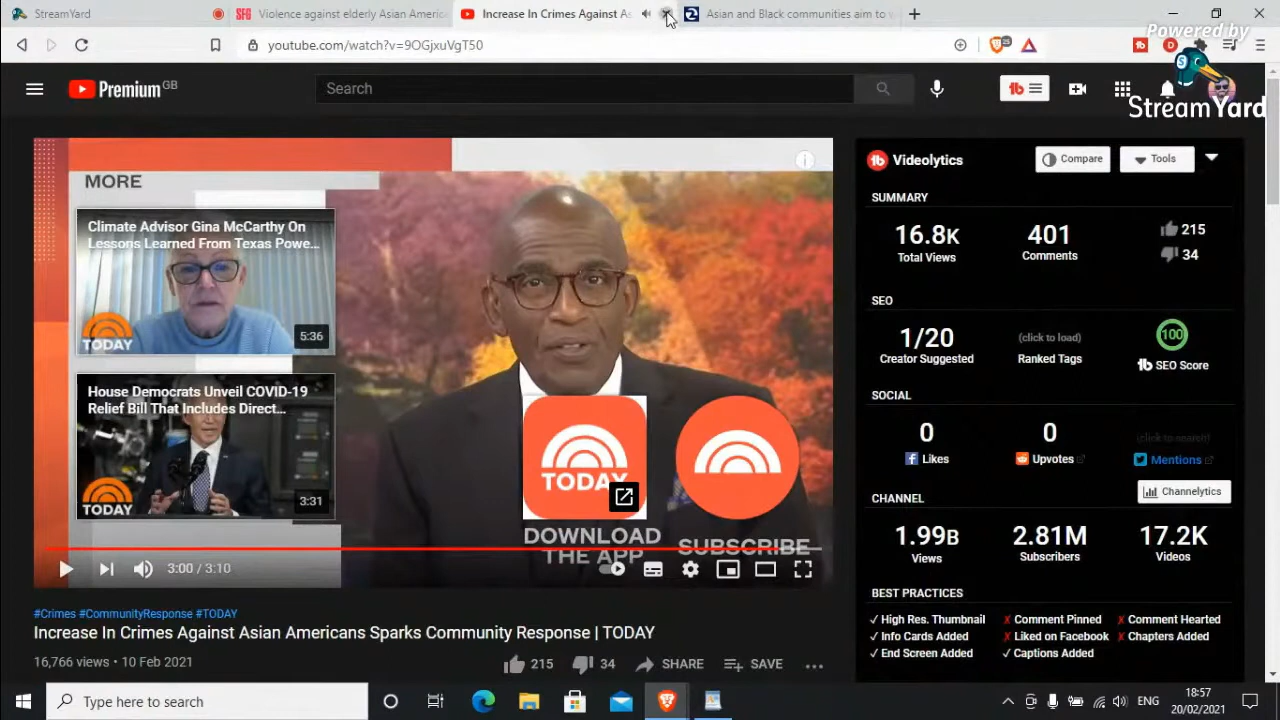 StreamYard
SFG Violence against elderly Asian Americ
Increase In Crimes Against As
Asian and Black communities aim to
youtube.com/watch?v=9OGjxuVgT50
25
Powered by
StreamYard
Premium GB
Search
MORE
Climate Advisor Gina McCarthy On
Lessons Learned From Texas Powe...
TODAY
5:36
House Democrats Unveil COVID-19
Relief Bill That Includes Direct...
TODAY
3:31
TODAY
DOWNLOAD
THE APP
SUBSCRIBE
3:00 / 3:10
#Crimes #CommunityResponse #TODAY
Increase In Crimes Against Asian Americans Sparks Community Response | TODAY
16,766 views • 10 Feb 2021
215
34
SHARE
SAVE
Videolytics
Compare
Tools
SUMMARY
16.8K
Total Views
401
Comments
215
34
SEO
1/20
Creator Suggested
(click to load)
Ranked Tags
100
SEO Score
SOCIAL
0
Likes
0
Upvotes
(click to search)
Mentions
CHANNEL
Channelytics
1.99B
Views
2.81M
Subscribers
17.2K
Videos
BEST PRACTICES
✓ High Res. Thumbnail ✗ Comment Pinned ✗ Comment Hearted
✓ Info Cards Added ✗ Liked on Facebook ✗ Chapters Added
✓ End Screen Added ✓ Captions Added
Type here to search
ENG
18:57
20/02/2021